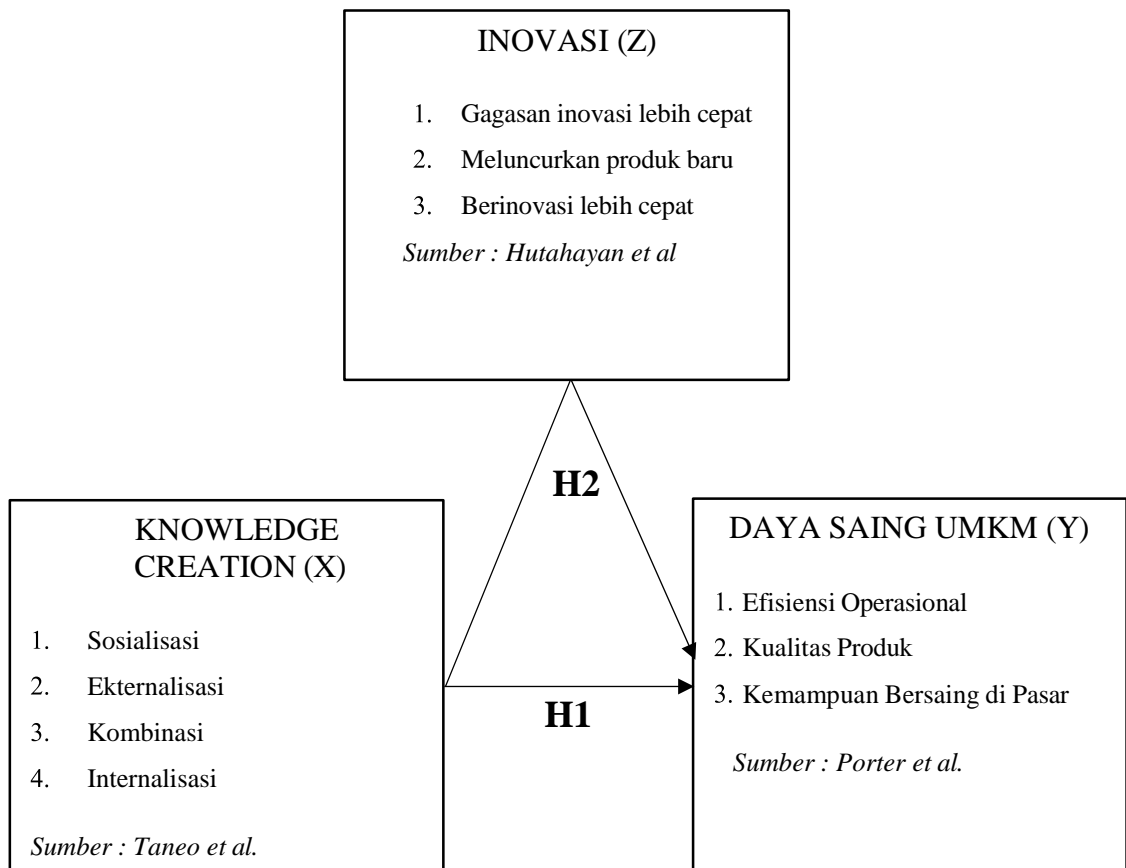 INOVASI (Z)
1. Gagasan inovasi lebih cepat
2. Meluncurkan produk baru
3. Berinovasi lebih cepat
Sumber : Hutahayan et al
H2
KNOWLEDGE
CREATION (X)
1. Sosialisasi
2. Ekternalisasi
3. Kombinasi
4. Internalisasi
Sumber : Taneo et al.
H1
DAYA SAING UMKM (Y)
1. Efisiensi Operasional
2. Kualitas Produk
3. Kemampuan Bersaing di Pasar
Sumber : Porter et al.